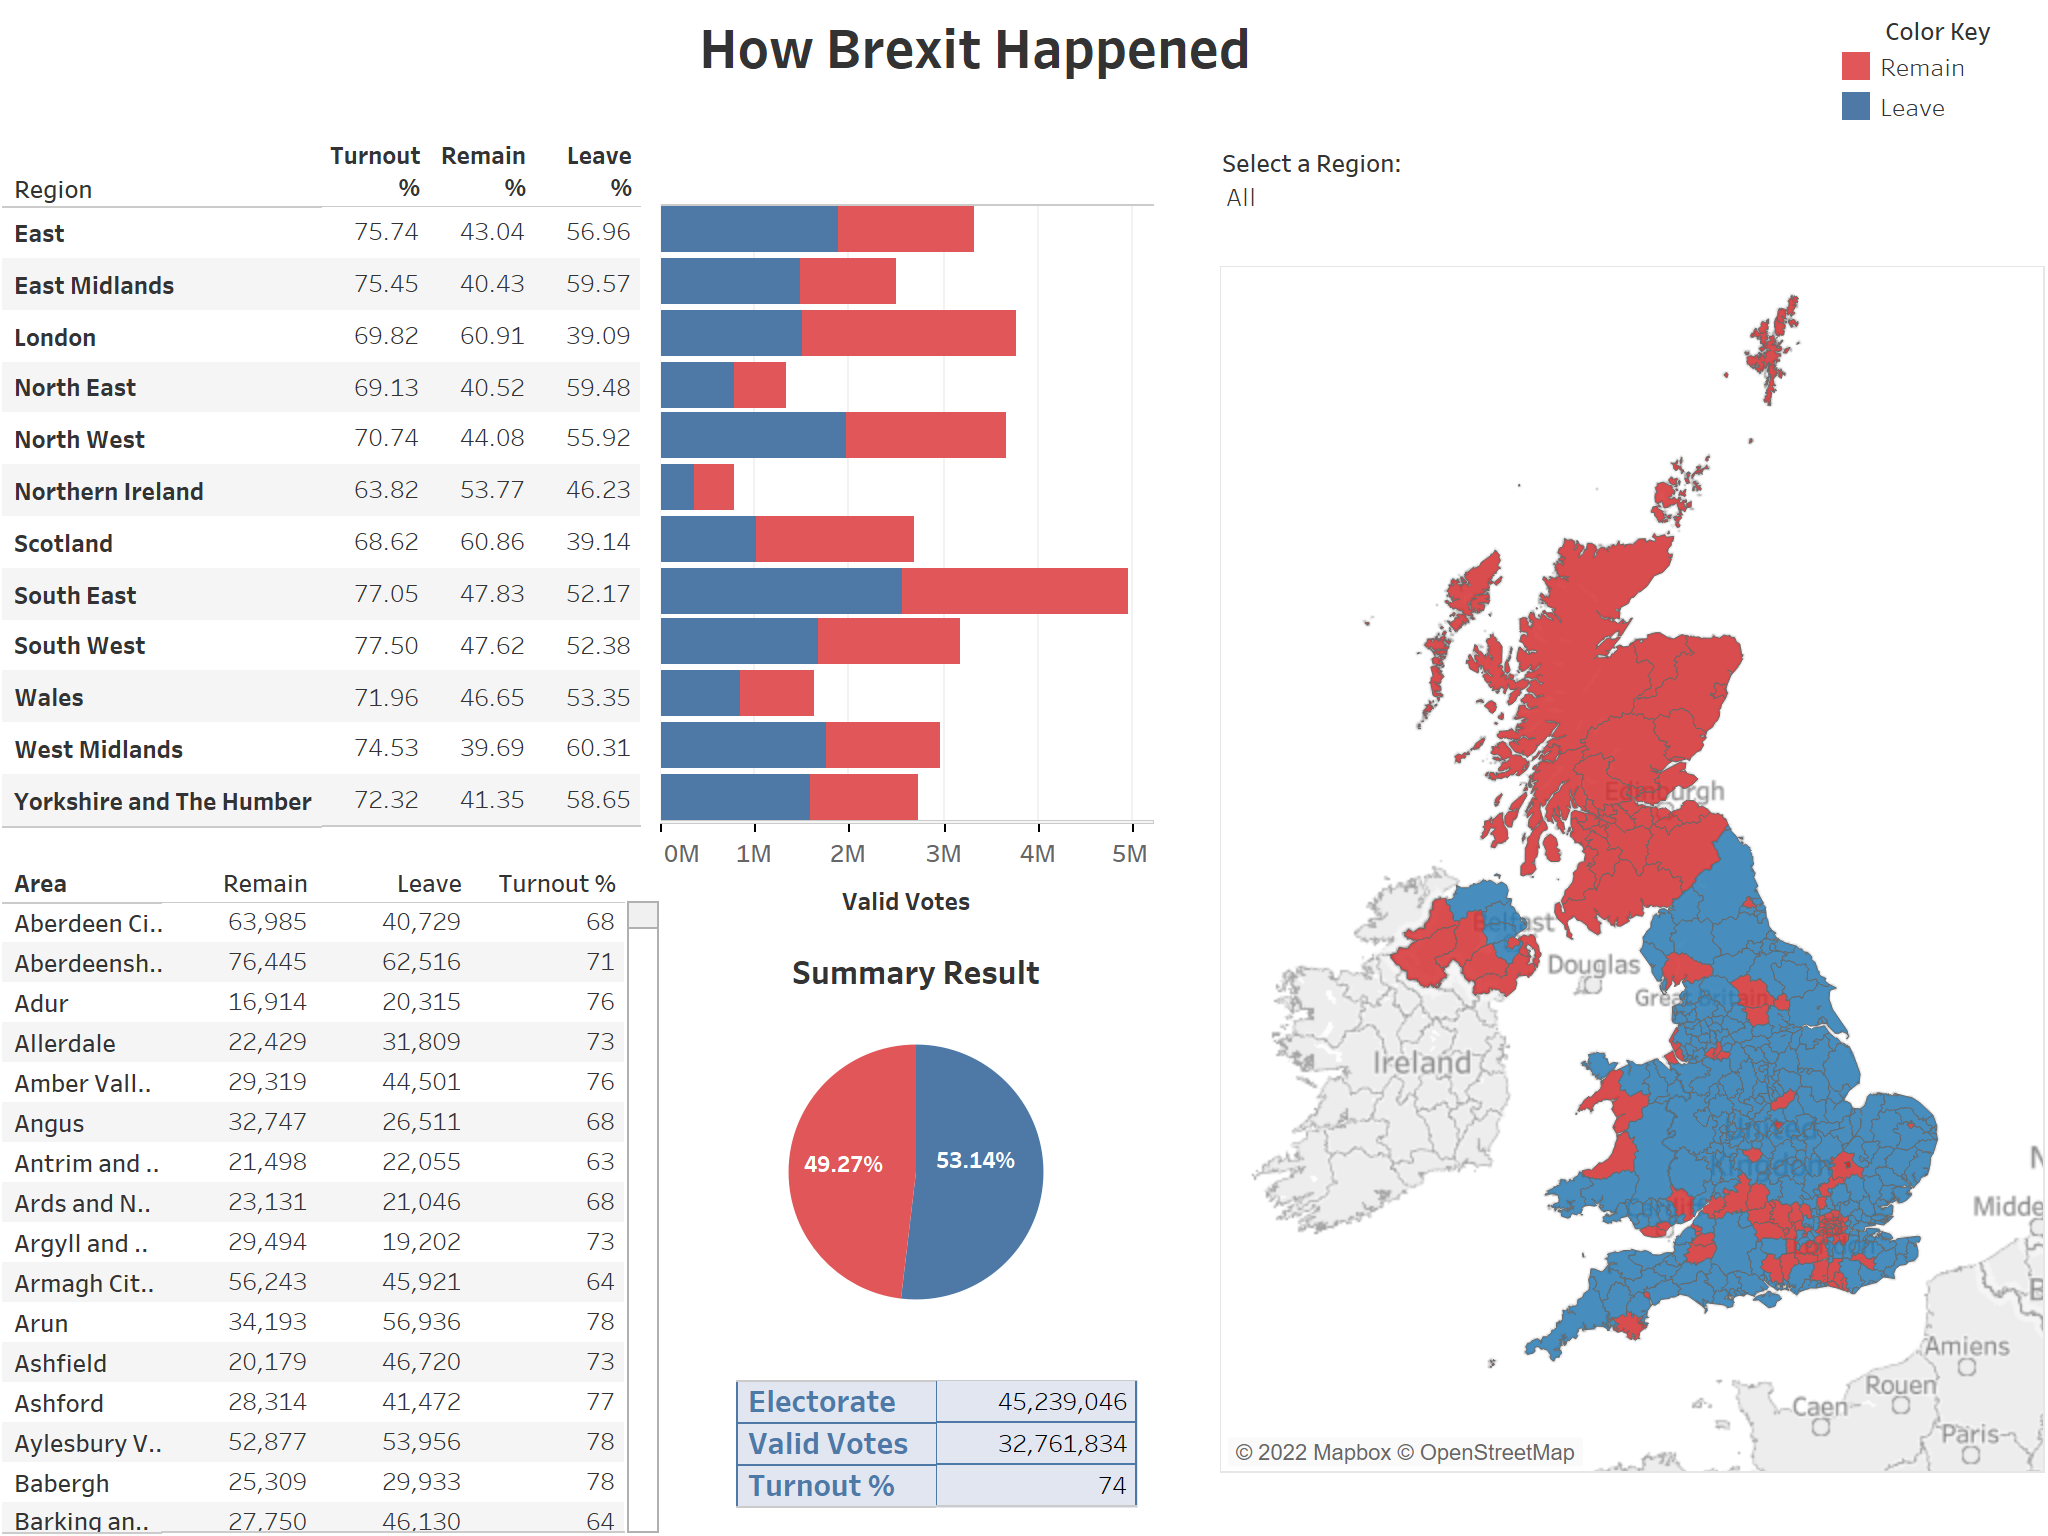 How Brexit Happened
Color Key
Remain
Leave
Select a Region:
All
Region Turnout % Remain % Leave %
East 75.74 43.04 56.96
East Midlands 75.45 40.43 59.57
London 69.82 60.91 39.09
North East 69.13 40.52 59.48
North West 70.74 44.08 55.92
Northern Ireland 63.82 53.77 46.23
Scotland 68.62 60.86 39.14
South East 77.05 47.83 52.17
South West 77.50 47.62 52.38
Wales 71.96 46.65 53.35
West Midlands 74.53 39.69 60.31
Yorkshire and The Humber 72.32 41.35 58.65
0M 1M 2M 3M 4M 5M
Valid Votes
Area Remain Leave Turnout %
Aberdeen Ci.. 63,985 40,729 68
Aberdeensh.. 76,445 62,516 71
Adur 16,914 20,315 76
Allerdale 22,429 31,809 73
Amber Vall.. 29,319 44,501 76
Angus 32,747 26,511 68
Antrim and .. 21,498 22,055 63
Ards and N.. 23,131 21,046 68
Argyll and .. 29,494 19,202 73
Armagh Cit.. 56,243 45,921 64
Arun 34,193 56,936 78
Ashfield 20,179 46,720 73
Ashford 28,314 41,472 77
Aylesbury V.. 52,877 53,956 78
Babergh 25,309 29,933 78
Barking an.. 27,750 46,130 64
Summary Result
49.27% 53.14%
Electorate 45,239,046
Valid Votes 32,761,834
Turnout % 74
Edinburgh
Belfast
Douglas
Great Britain
Ireland
United
Kingdom
Cardiff
London
Midde
Amiens
Rouen
Caen
Paris
© 2022 Mapbox © OpenStreetMap